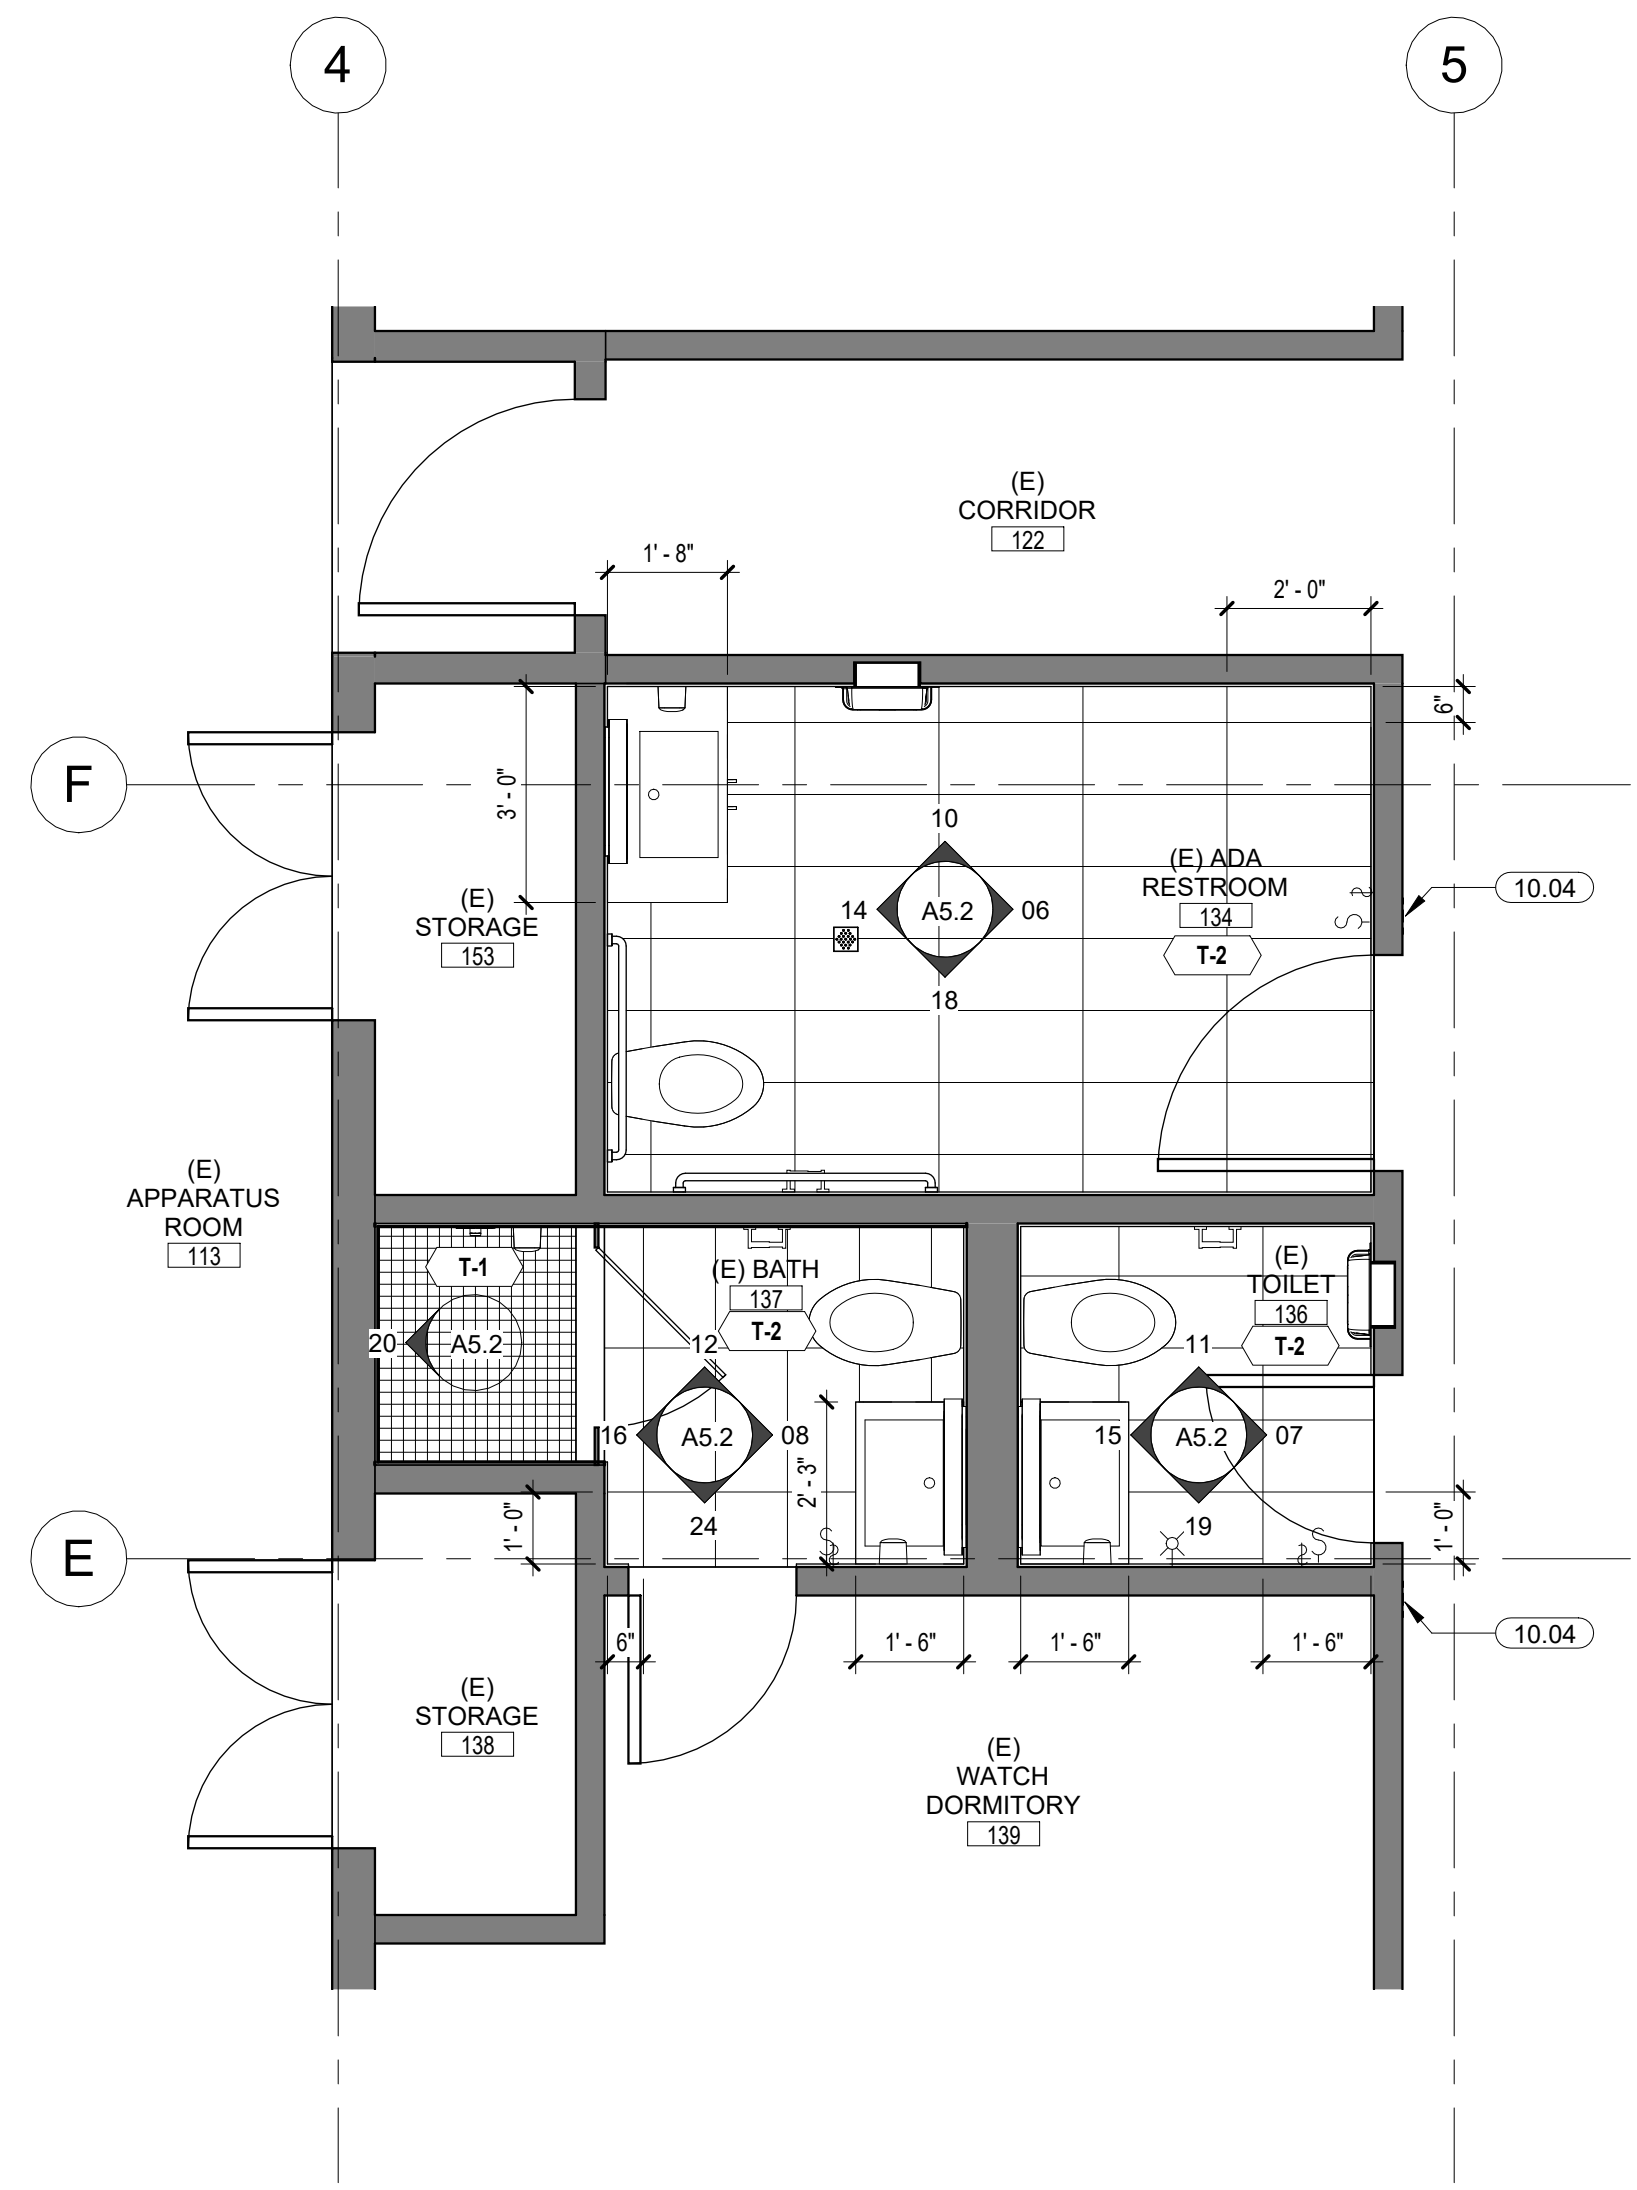 4
5
(E)
CORRIDOR
122
1' - 8"
2' - 0"
6"
F
3' - 0"
10
(E) ADA
RESTROOM
134
T-2
10.04
14
A5.2
06
18
(E)
STORAGE
153
(E)
APPARATUS
ROOM
113
T-1
(E) BATH
137
T-2
(E)
TOILET
136
T-2
20
A5.2
12
11
16
A5.2
08
15
A5.2
07
2' - 3"
24
19
1' - 0"
1' - 0"
S
S
S
E
6"
1' - 6"
1' - 6"
1' - 6"
10.04
(E)
STORAGE
138
(E)
WATCH
DORMITORY
139